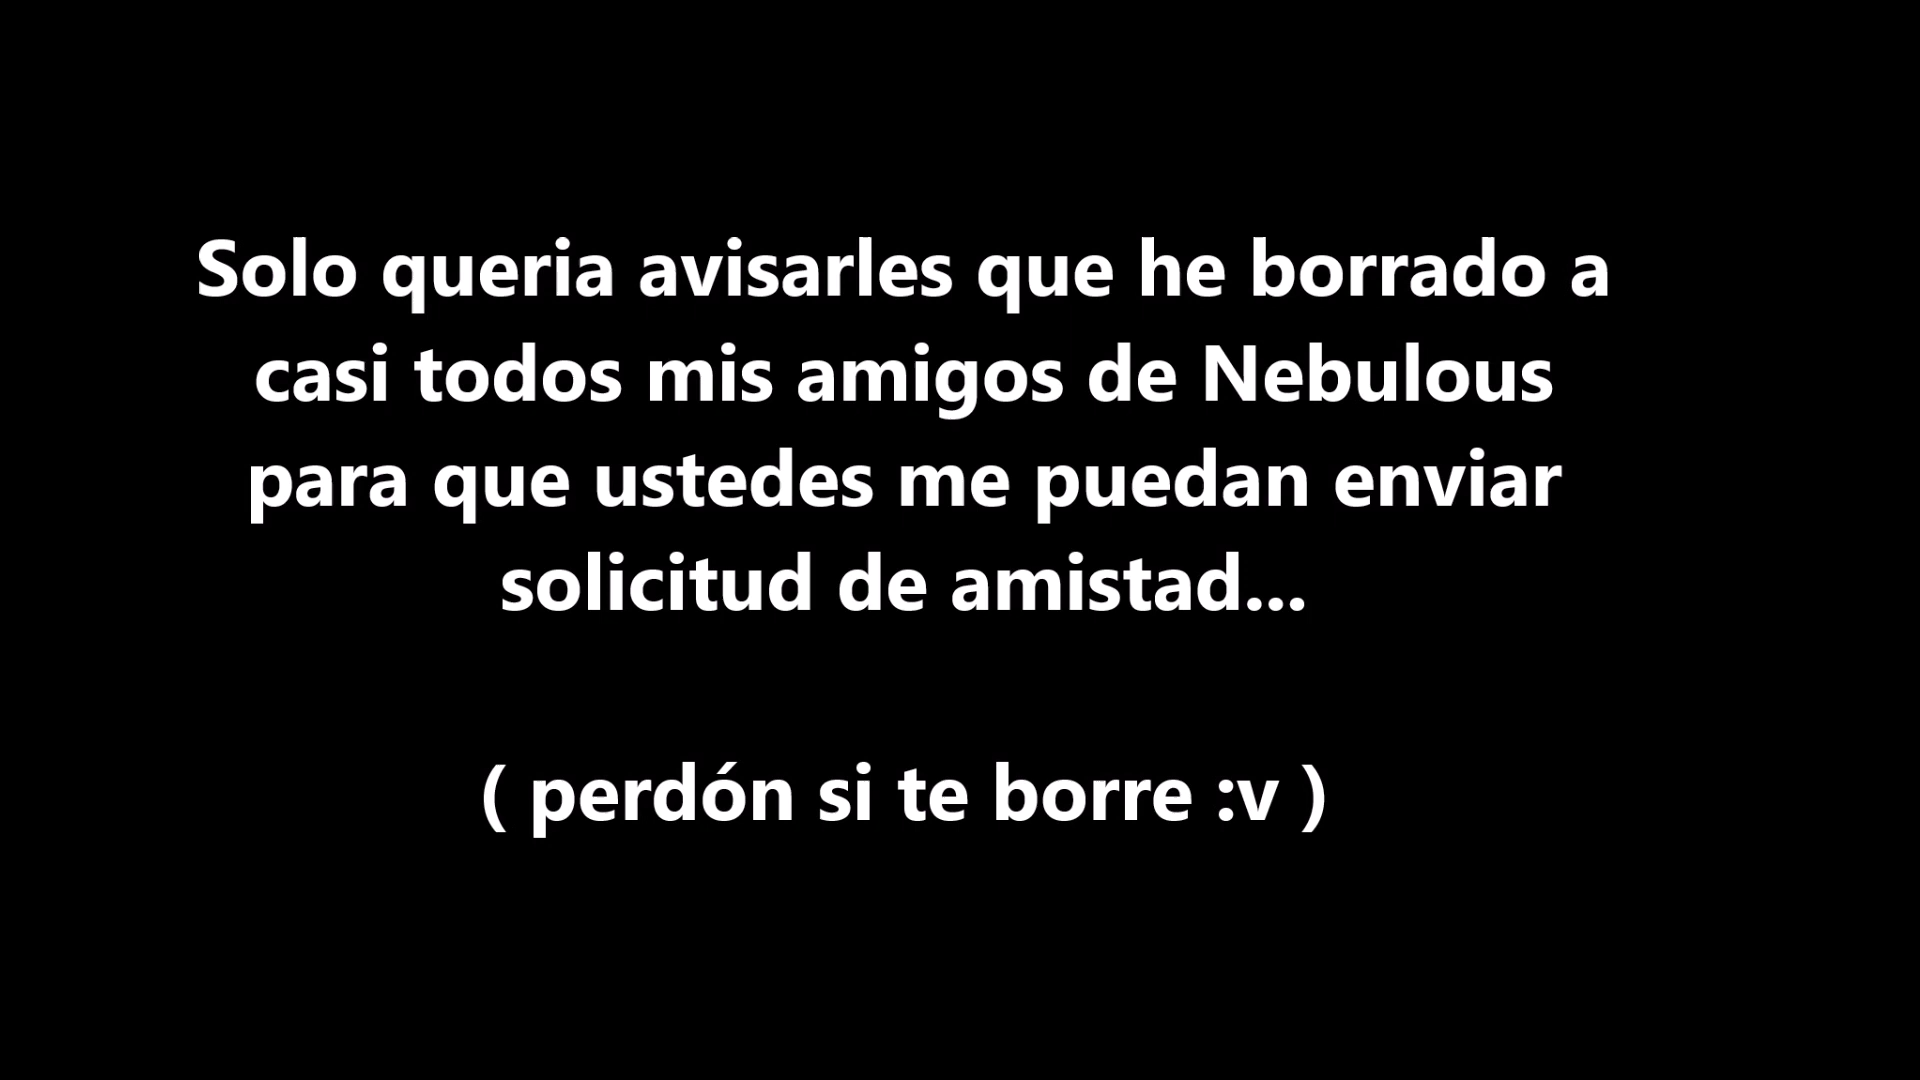 Solo queria avisarles que he borrado a
casi todos mis amigos de Nebulous
para que ustedes me puedan enviar
solicitud de amistad...
( perdón si te borre :v )